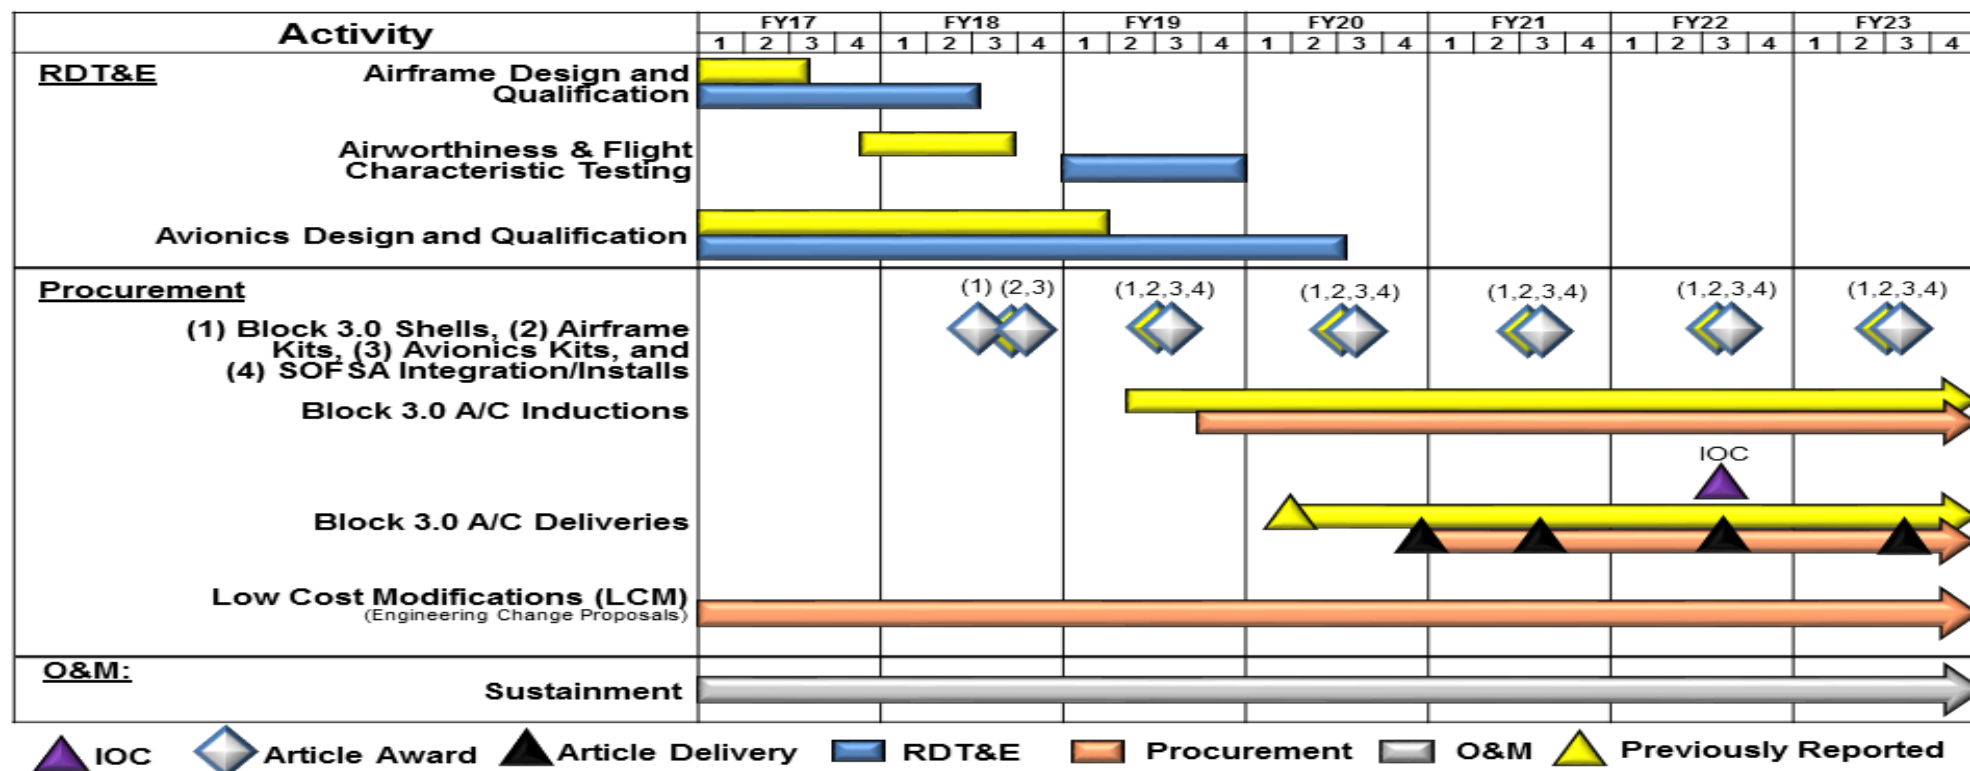 Activity
FY17 FY18 FY19 FY20 FY21 FY22 FY23
1 2 3 4 1 2 3 4 1 2 3 4 1 2 3 4 1 2 3 4 1 2 3 4 1 2 3 4
RDT&E
Airframe Design and
Qualification
Airworthiness & Flight
Characteristic Testing
Avionics Design and Qualification
Procurement
(1) (2,3) (1,2,3,4) (1,2,3,4) (1,2,3,4) (1,2,3,4) (1,2,3,4)
(1) Block 3.0 Shells, (2) Airframe
Kits, (3) Avionics Kits, and
(4) SOFSA Integration/Installs
Block 3.0 A/C Inductions
IOC
Block 3.0 A/C Deliveries
Low Cost Modifications (LCM)
(Engineering Change Proposals)
O&M:
Sustainment
IOC Article Award Article Delivery RDT&E Procurement O&M Previously Reported